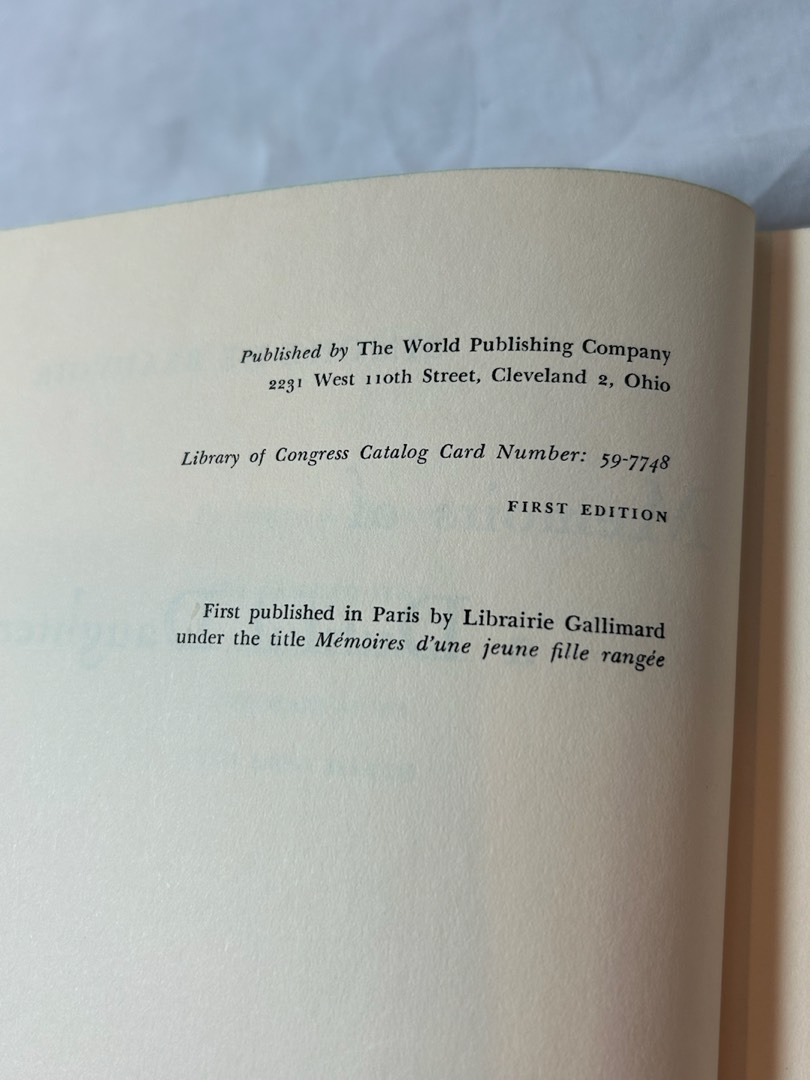 Published by The World Publishing Company
2231 West 110th Street, Cleveland 2, Ohio
Library of Congress Catalog Card Number: 59-7748
FIRST EDITION
First published in Paris by Librairie Gallimard
under the title Mémoires d'une jeune fille rangée